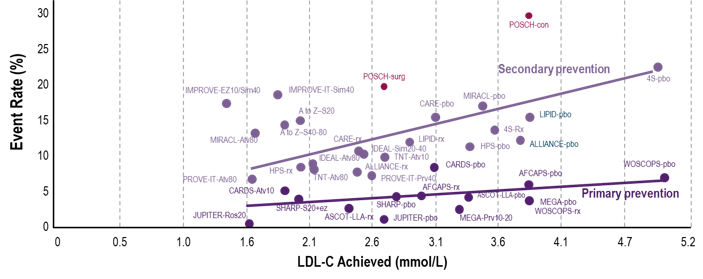 30
POSCH-con
25
Secondary prevention
4S-pbo
POSCH-surg
IMPROVE-EZ10/Sim40
IMPROVE-IT-Sim40
MIRACL-pbo
20
CARE-pbo
A to Z–S20
LIPID-pbo
15
A to Z–S40-80
4S-Rx
MIRACL-Atv80
CARE-rx
LIPID-rx
HPS-pbo
ALLIANCE-pbo
IDEAL-Sim20-40
IDEAL-Atv80
TNT-Atv10
10
HPS-rx
ALLIANCE-rx
CARDS-pbo
WOSCOPS-pbo
PROVE-IT-Atv80
TNT-Atv80
PROVE-IT-Prv40
AFCAPS-pbo
CARDS-Atv10
AFCAPS-rx
5
ASCOT-LLA-pbo
Primary prevention
SHARP-S20+ez
SHARP-pbo
MEGA-pbo
JUPITER-Ros20
ASCOT-LLA-rx
JUPITER-pbo
MEGA-Prv10-20
WOSCOPS-rx
0
Event Rate (%)
0 0.5 1.0 1.6 2.1 2.6 3.1 3.6 4.1 4.7 5.2
LDL-C Achieved (mmol/L)